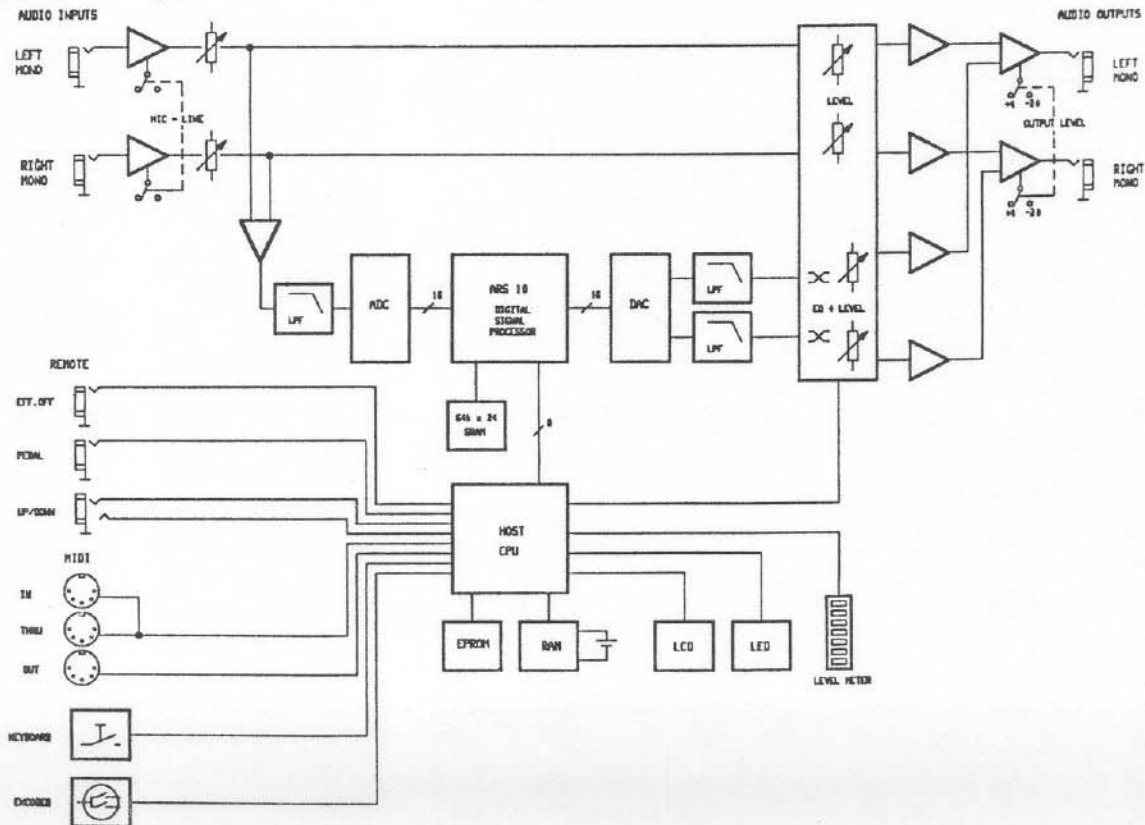 AUDIO INPUTS
AUDIO OUTPUTS
LEFT
MONO
LEFT
MONO
LEVEL
MIC - LINE
+4 -20
OUTPUT LEVEL
RIGHT
MONO
RIGHT
MONO
+4 -20
LPF
ADC
16
ARS 10
DIGITAL
SIGNAL
PROCESSOR
16
DAC
LPF
LPF
EQ + LEVEL
REMOTE
EFF.OFF
64k x 24
8
PEDAL
UP/DOWN
HOST
CPU
MIDI
IN
THRU
OUT
EPROM
RAM
LCD
LED
LEVEL METER
KEYBOARD
ENCODER